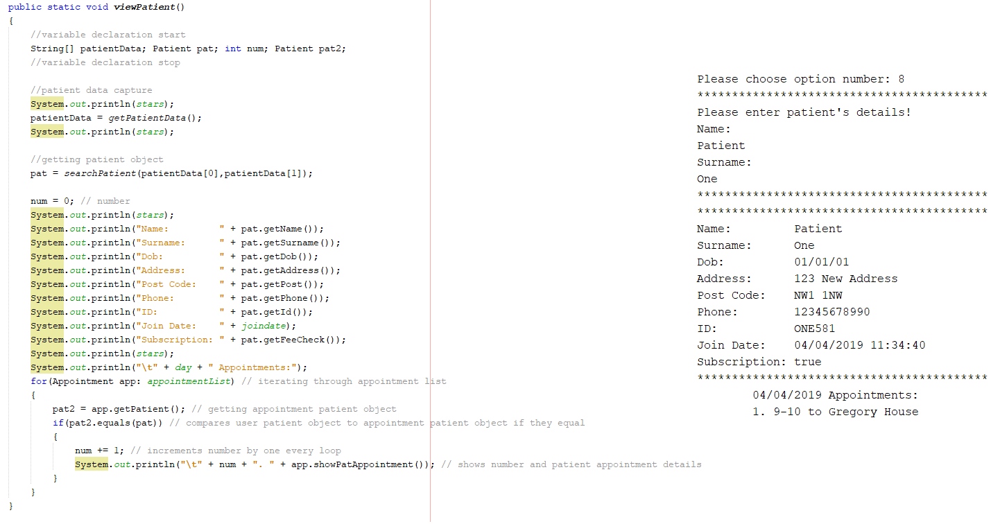 public static void viewPatient()
{
    //variable declaration start
    String[] patientData; Patient pat; int num; Patient pat2;
    //variable declaration stop

    //patient data capture
    System.out.println(stars);
    patientData = getPatientData();
    System.out.println(stars);

    //getting patient object
    pat = searchPatient(patientData[0],patientData[1]);

    num = 0; // number
    System.out.println(stars);
    System.out.println("Name:         " + pat.getName());
    System.out.println("Surname:      " + pat.getSurname());
    System.out.println("Dob:          " + pat.getDob());
    System.out.println("Address:      " + pat.getAddress());
    System.out.println("Post Code:    " + pat.getPost());
    System.out.println("Phone:        " + pat.getPhone());
    System.out.println("ID:           " + pat.getId());
    System.out.println("Join Date:    " + joindate);
    System.out.println("Subscription: " + pat.getFeeCheck());
    System.out.println(stars);
    System.out.println("\t" + day + " Appointments:");
    for(Appointment app: appointmentList) // iterating through appointment list
    {
        pat2 = app.getPatient(); // getting appointment patient object
        if(pat2.equals(pat)) // compares user patient object to appointment patient object if they equal
        {
            num += 1; // increments number by one every loop
            System.out.println("\t" + num + ". " + app.showPatAppointment()); // shows number and patient appointment details
        }
    }
}
Please choose option number: 8
******************************************
Please enter patient's details!
Name:
Patient
Surname:
One
******************************************
******************************************
Name:         Patient
Surname:      One
Dob:          01/01/01
Address:      123 New Address
Post Code:    NW1 1NW
Phone:        12345678990
ID:           ONE581
Join Date:    04/04/2019 11:34:40
Subscription: true
******************************************
        04/04/2019 Appointments:
        1. 9-10 to Gregory House